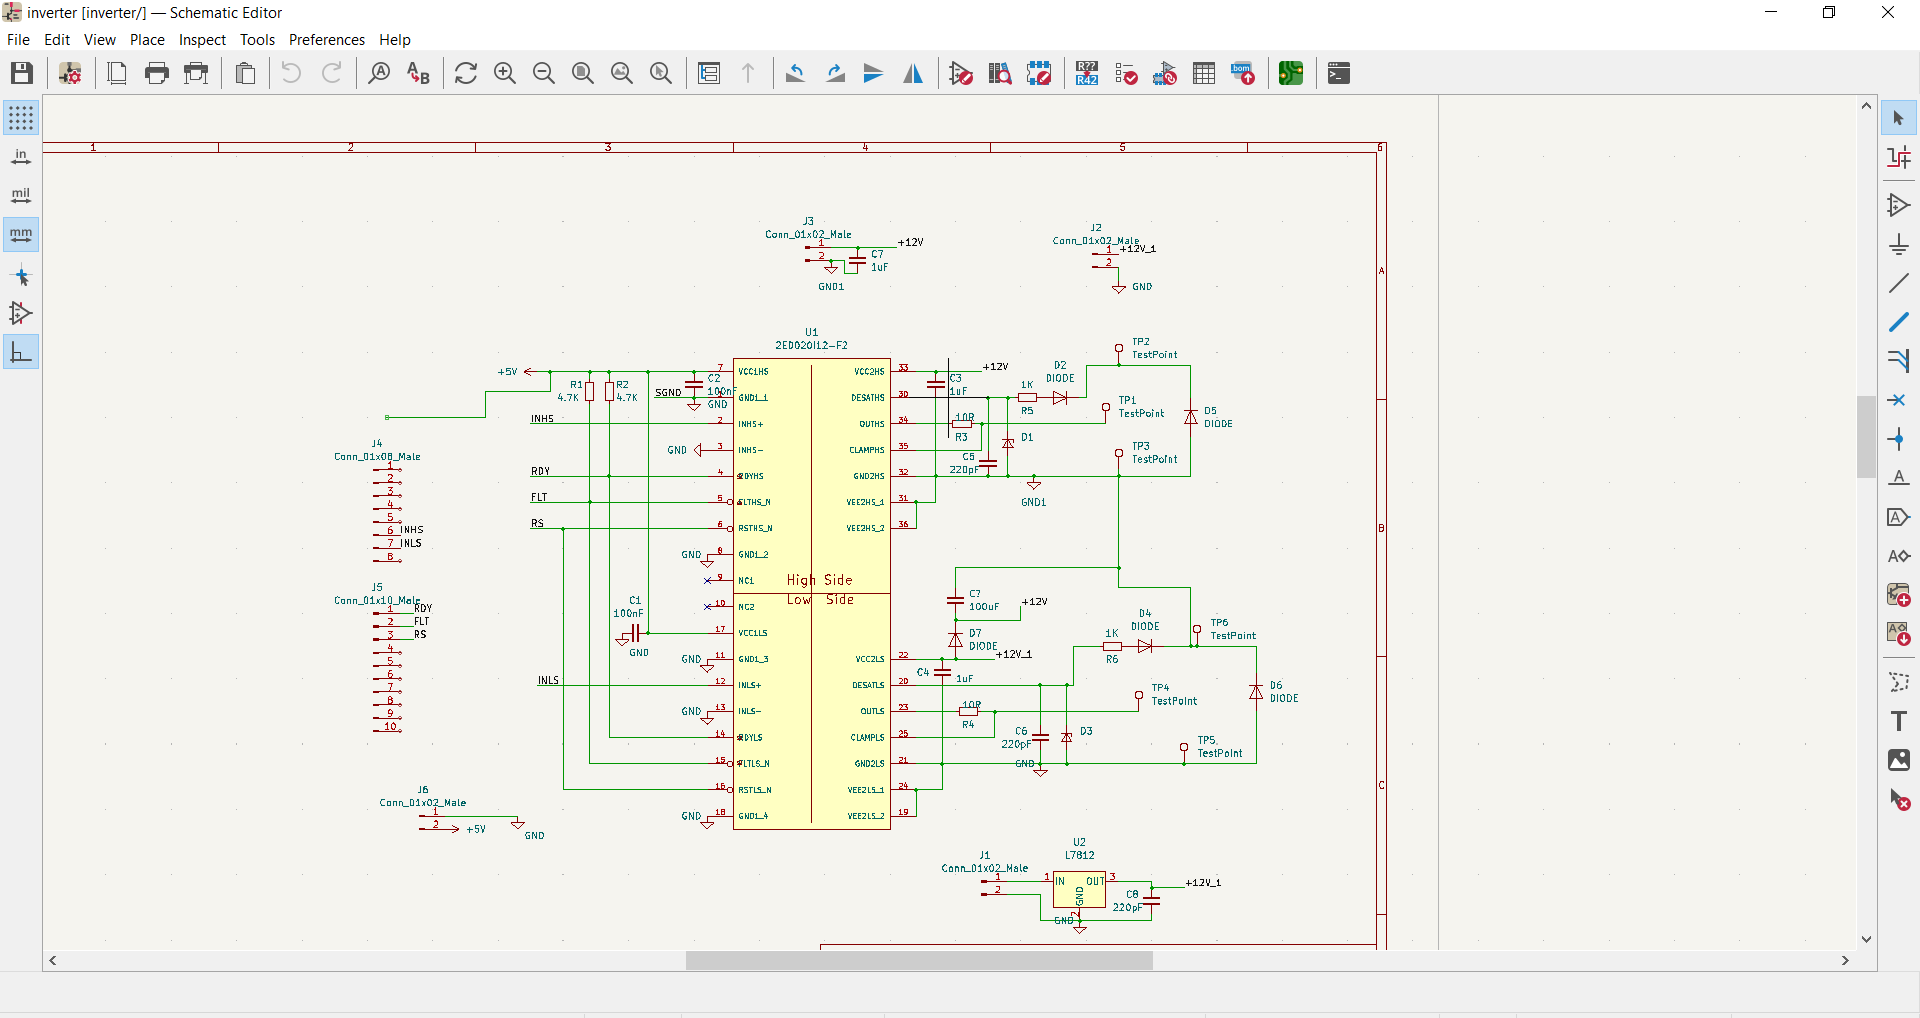 inverter [inverter/] — Schematic Editor
File Edit View Place Inspect Tools Preferences Help
in
mil
mm
1 2 3 4 5 6
J3
Conn_01x02_Male
1 +12V
2 C7
1uF
GND1
J2
Conn_01x02_Male
1 +12V_1
2
GND
A
B
C
U1
2ED020I12-F2
+5V
R1
4.7K
R2
4.7K
C2
100nF
SGND
GND
INHS
GND
RDY
FLT
RS
GND
7 VCC1HS
GND1_1
2 INHS+
3 INHS-
4 RDYHS
5 FLTHS_N
6 RSTHS_N
8 GND1_2
9 NC1
10 NC2
17 VCC1LS
11 GND1_3
12 INLS+
13 INLS-
14 RDYLS
15 FLTLS_N
16 RSTLS_N
18 GND1_4
High Side
Low Side
VCC2HS 33
DESATHS 30
OUTHS 34
CLAMPHS 35
GND2HS 32
VEE2HS_1 31
VEE2HS_2 36
VCC2LS 22
DESATLS 20
OUTLS 23
CLAMPLS 25
GND2LS 21
VEE2LS_1 24
VEE2LS_2 19
C1
100nF
GND
GND
INLS
GND
GND
+12V
C3
1uF
1K
R5
D2
DIODE
TP2
TestPoint
TP1
TestPoint
10R
R3
D1
C5
220pF
TP3
TestPoint
D5
DIODE
GND1
C?
100uF
+12V
D7
DIODE
+12V_1
C4
1uF
1K
R6
D4
DIODE
TP6
TestPoint
TP4
TestPoint
10R
R4
C6
220pF
D3
D6
DIODE
TP5
TestPoint
GND
J4
Conn_01x08_Male
1
2
3
4
5
6 INHS
7 INLS
8
J5
Conn_01x10_Male
1 RDY
2 FLT
3 RS
4
5
6
7
8
9
10
J6
Conn_01x02_Male
1
2 +5V
GND
J1
Conn_01x02_Male
1
2
U2
L7812
1 IN OUT 3
GND
2
GND
C8
220pF
+12V_1